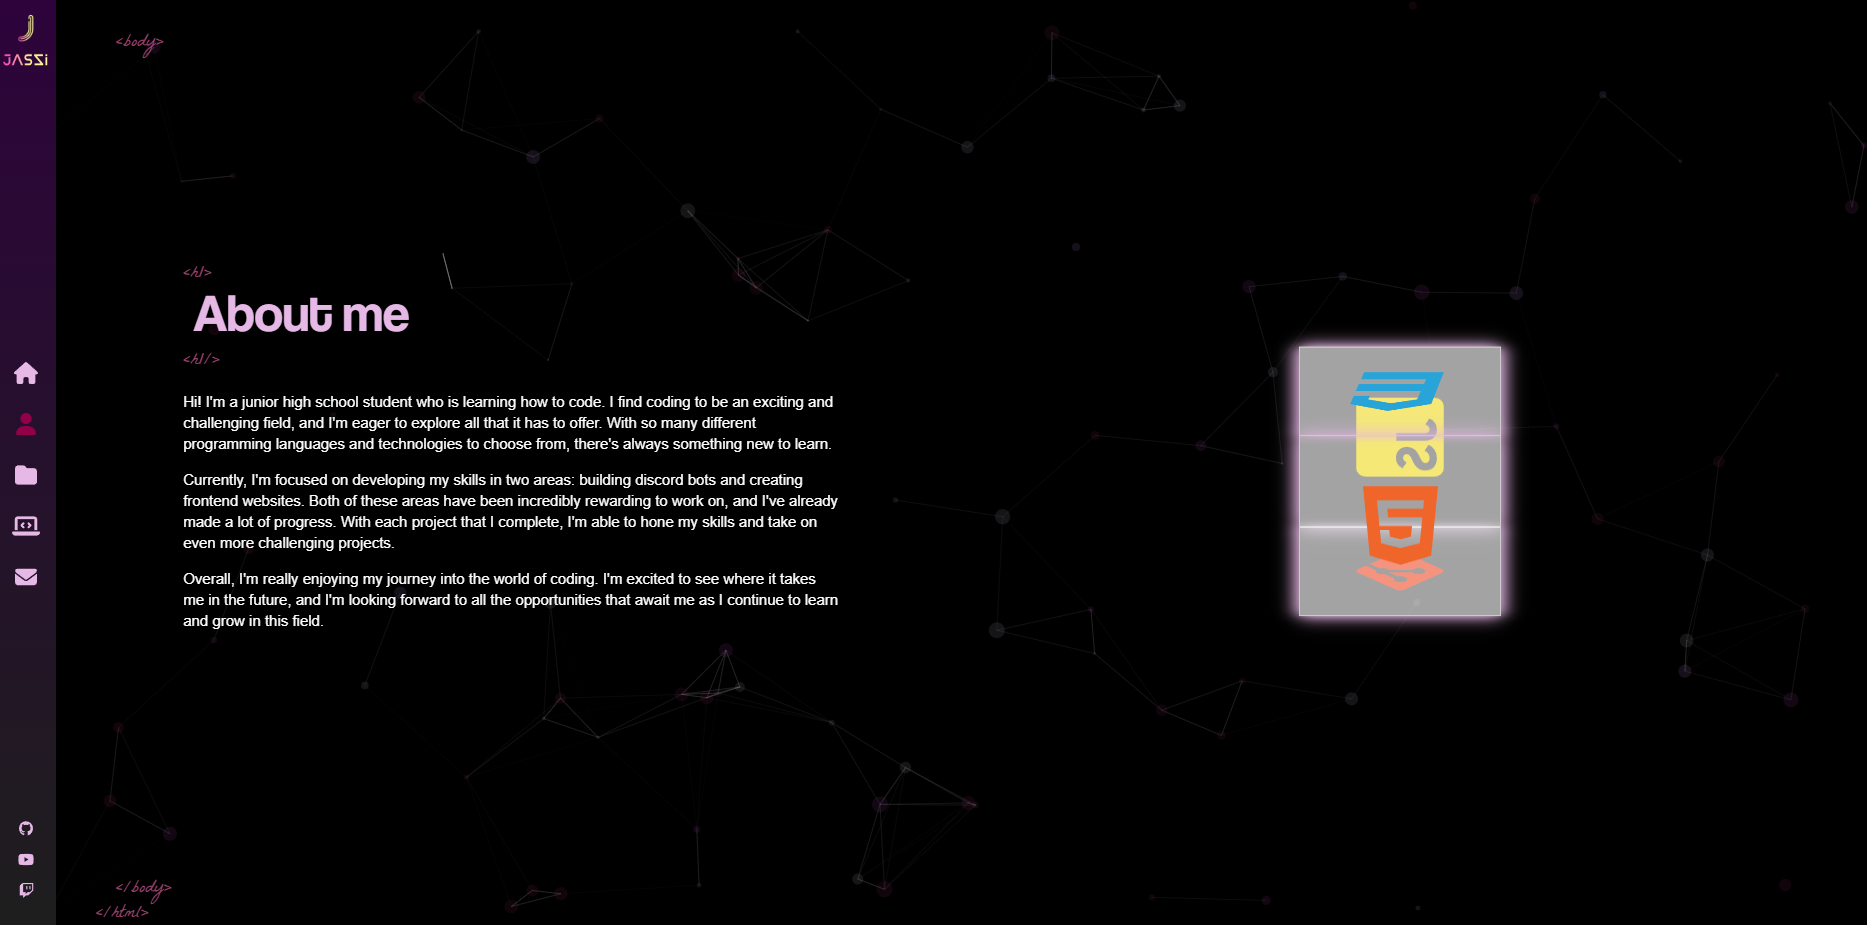 JASSi
<body>
<h1>
About me
<h1/>
Hi! I'm a junior high school student who is learning how to code. I find coding to be an exciting and
challenging field, and I'm eager to explore all that it has to offer. With so many different
programming languages and technologies to choose from, there's always something new to learn.
Currently, I'm focused on developing my skills in two areas: building discord bots and creating
frontend websites. Both of these areas have been incredibly rewarding to work on, and I've already
made a lot of progress. With each project that I complete, I'm able to hone my skills and take on
even more challenging projects.
Overall, I'm really enjoying my journey into the world of coding. I'm excited to see where it takes
me in the future, and I'm looking forward to all the opportunities that await me as I continue to learn
and grow in this field.
JS
5
</body>
</html>